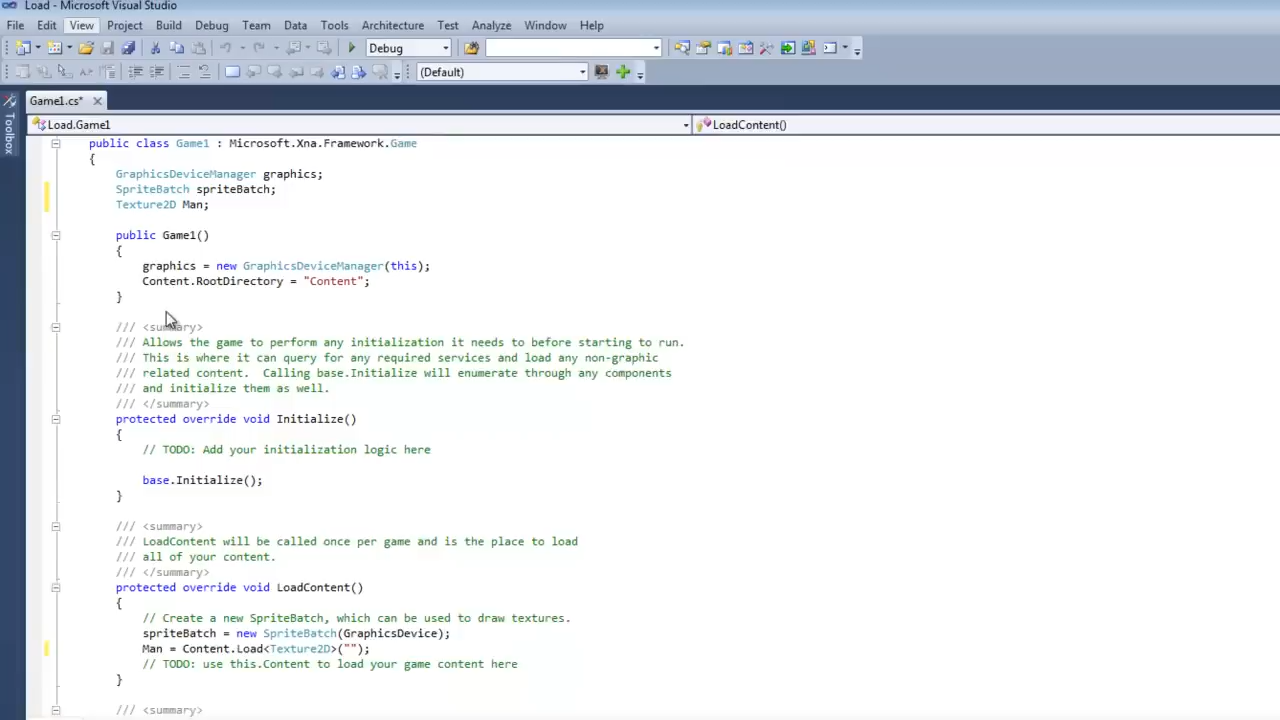 Load - Microsoft Visual Studio
File Edit View Project Build Debug Team Data Tools Architecture Test Analyze Window Help
Debug
(Default)
Game1.cs*
Toolbox
Load.Game1 LoadContent()
public class Game1 : Microsoft.Xna.Framework.Game
{
GraphicsDeviceManager graphics;
SpriteBatch spriteBatch;
Texture2D Man;
public Game1()
{
graphics = new GraphicsDeviceManager(this);
Content.RootDirectory = "Content";
}
/// <summary>
/// Allows the game to perform any initialization it needs to before starting to run.
/// This is where it can query for any required services and load any non-graphic
/// related content.  Calling base.Initialize will enumerate through any components
/// and initialize them as well.
/// </summary>
protected override void Initialize()
{
// TODO: Add your initialization logic here
base.Initialize();
}
/// <summary>
/// LoadContent will be called once per game and is the place to load
/// all of your content.
/// </summary>
protected override void LoadContent()
{
// Create a new SpriteBatch, which can be used to draw textures.
spriteBatch = new SpriteBatch(GraphicsDevice);
Man = Content.Load<Texture2D>("");
// TODO: use this.Content to load your game content here
}
/// <summary>